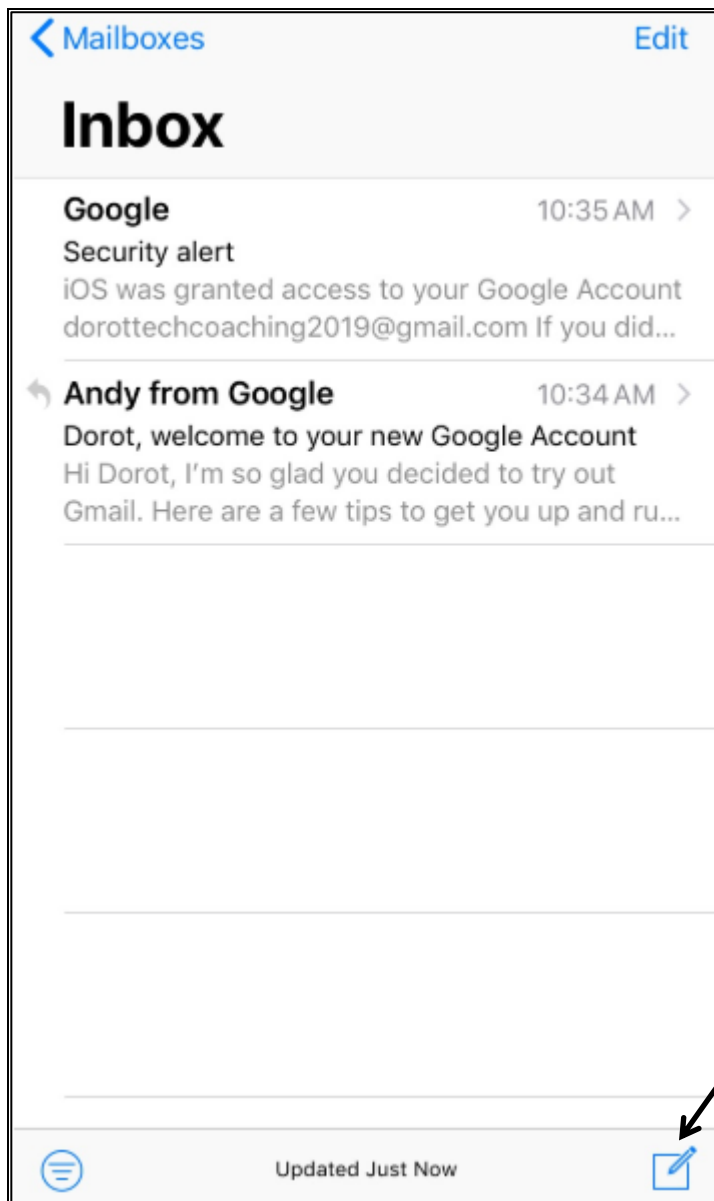 Mailboxes
Edit
Inbox
Google
10:35 AM
Security alert
iOS was granted access to your Google Account
dorottechcoaching2019@gmail.com If you did...
Andy from Google
10:34 AM
Dorot, welcome to your new Google Account
Hi Dorot, I'm so glad you decided to try out
Gmail. Here are a few tips to get you up and ru...
Updated Just Now